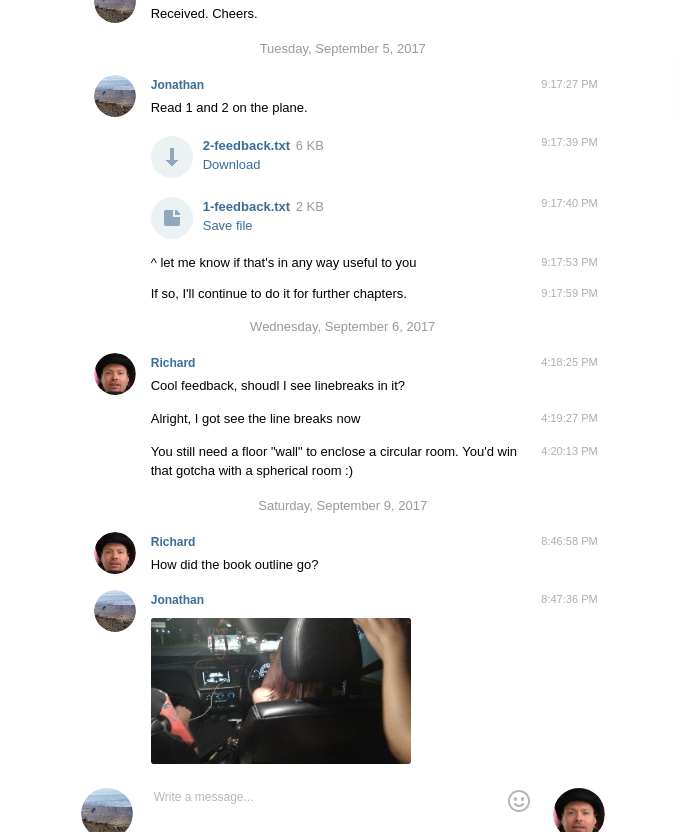 Received. Cheers.
Tuesday, September 5, 2017
Jonathan 9:17:27 PM
Read 1 and 2 on the plane.
2-feedback.txt 6 KB 9:17:39 PM
Download
1-feedback.txt 2 KB 9:17:40 PM
Save file
^ let me know if that's in any way useful to you 9:17:53 PM
If so, I'll continue to do it for further chapters. 9:17:59 PM
Wednesday, September 6, 2017
Richard 4:18:25 PM
Cool feedback, shoudl I see linebreaks in it?
Alright, I got see the line breaks now 4:19:27 PM
You still need a floor "wall" to enclose a circular room. You'd win 4:20:13 PM
that gotcha with a spherical room :)
Saturday, September 9, 2017
Richard 8:46:58 PM
How did the book outline go?
Jonathan 8:47:36 PM
Write a message...